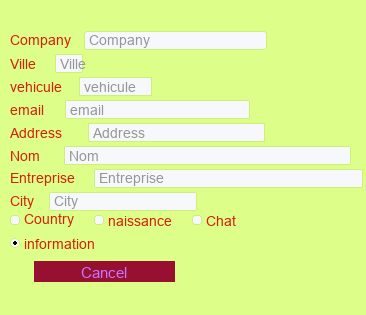 Company Company
Ville Ville
vehicule vehicule
email email
Address Address
Nom Nom
Entreprise Entreprise
City City
Country naissance Chat
information
Cancel